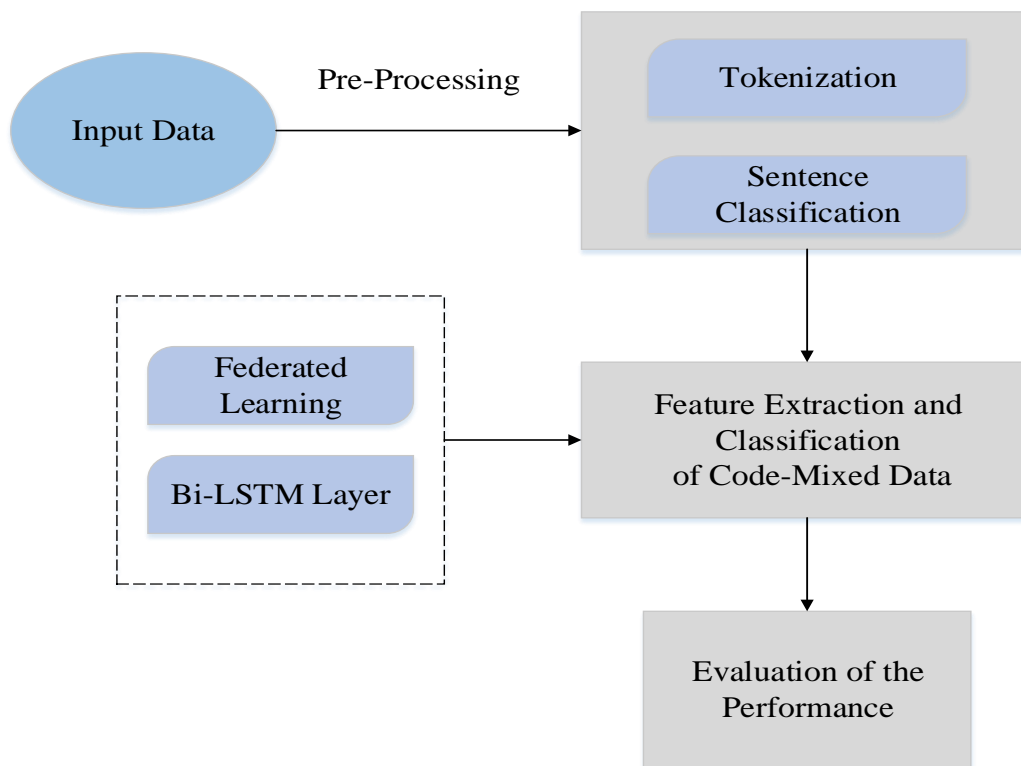 Input Data
Pre-Processing
Tokenization
Sentence
Classification
Federated
Learning
Bi-LSTM Layer
Feature Extraction and
Classification
of Code-Mixed Data
Evaluation of the
Performance